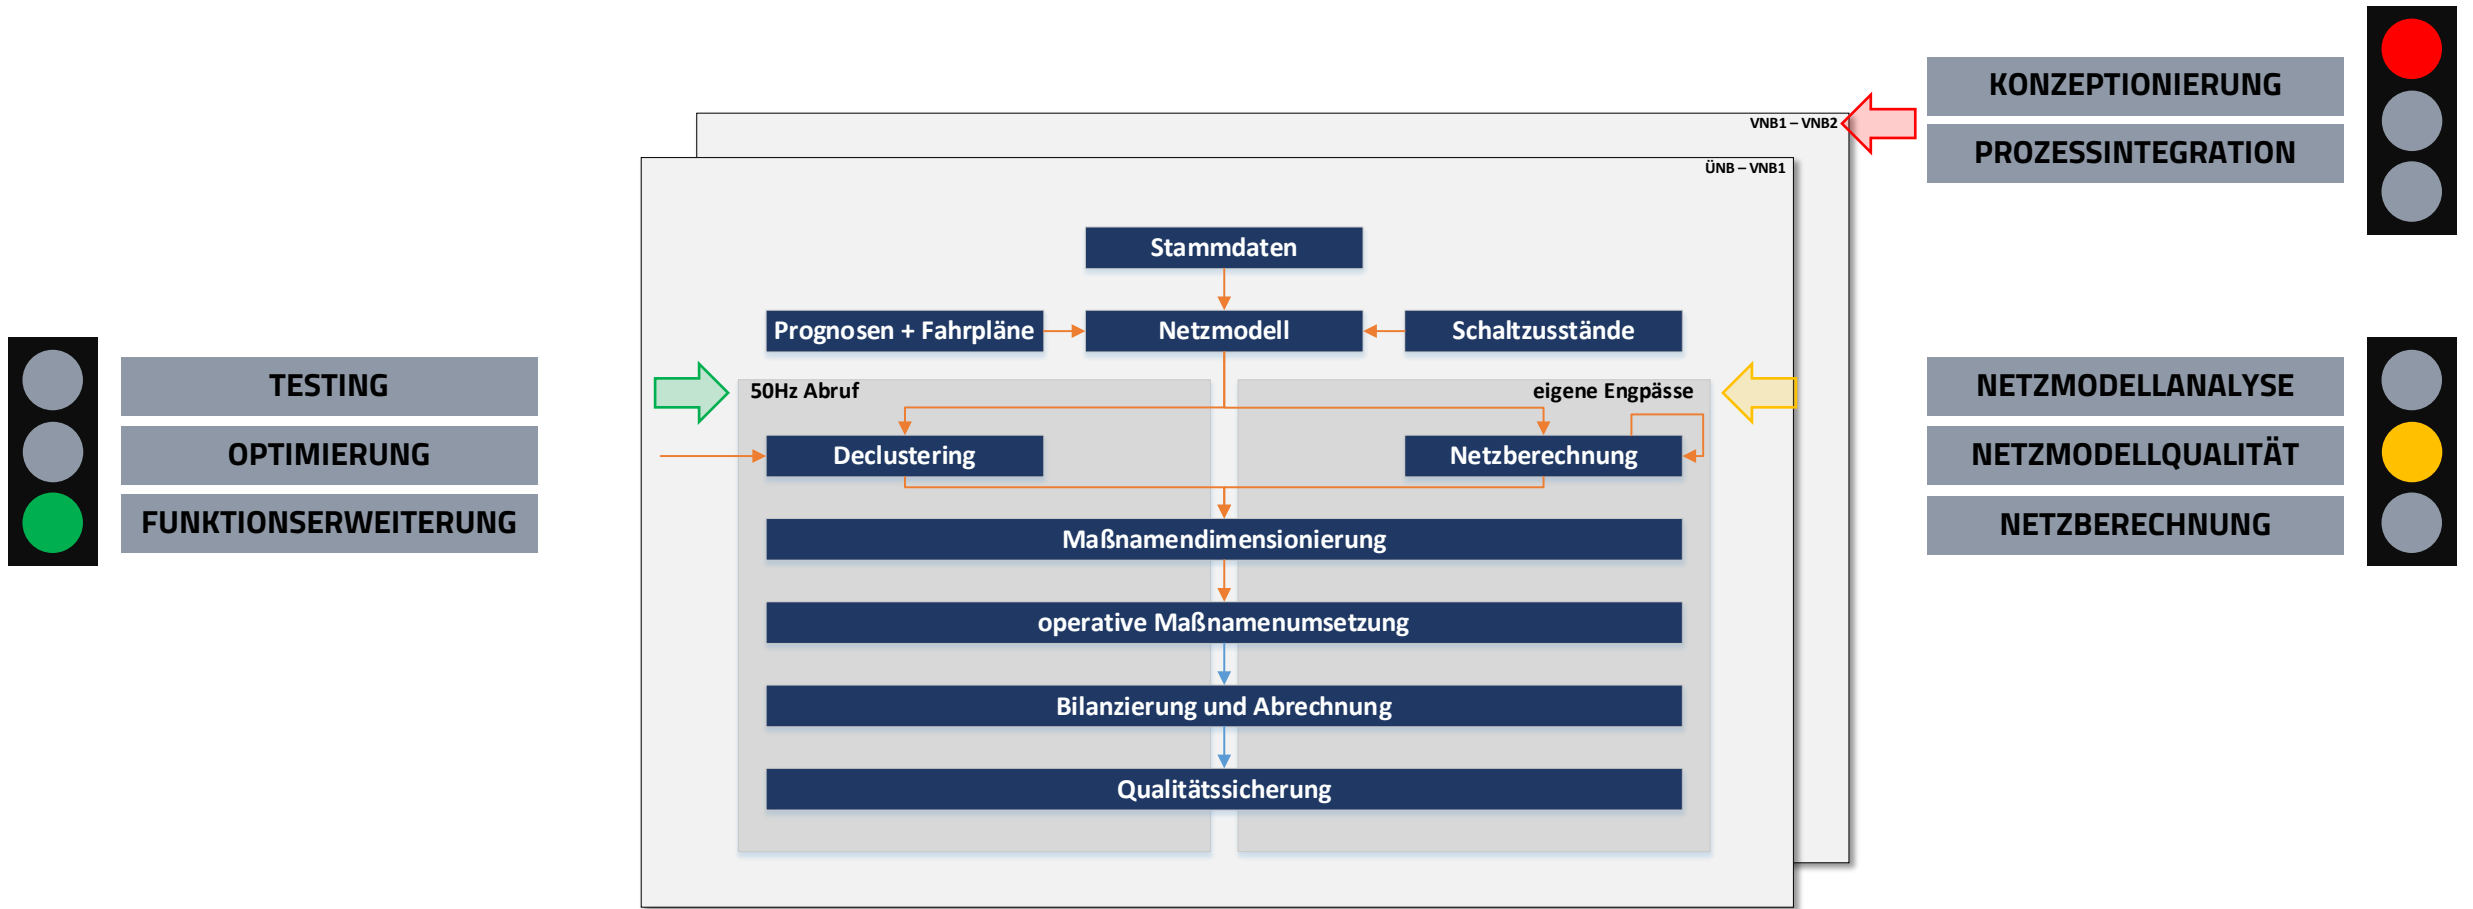 KONZEPTIONIERUNG
PROZESSINTEGRATION
VNB1 – VNB2
ÜNB – VNB1
Stammdaten
Prognosen + Fahrpläne
Netzmodell
Schaltzusstände
TESTING
OPTIMIERUNG
FUNKTIONSERWEITERUNG
50Hz Abruf
eigene Engpässe
NETZMODELLANALYSE
NETZMODELLQUALITÄT
NETZBERECHNUNG
Declustering
Netzberechnung
Maßnamendimensionierung
operative Maßnamenumsetzung
Bilanzierung und Abrechnung
Qualitätssicherung